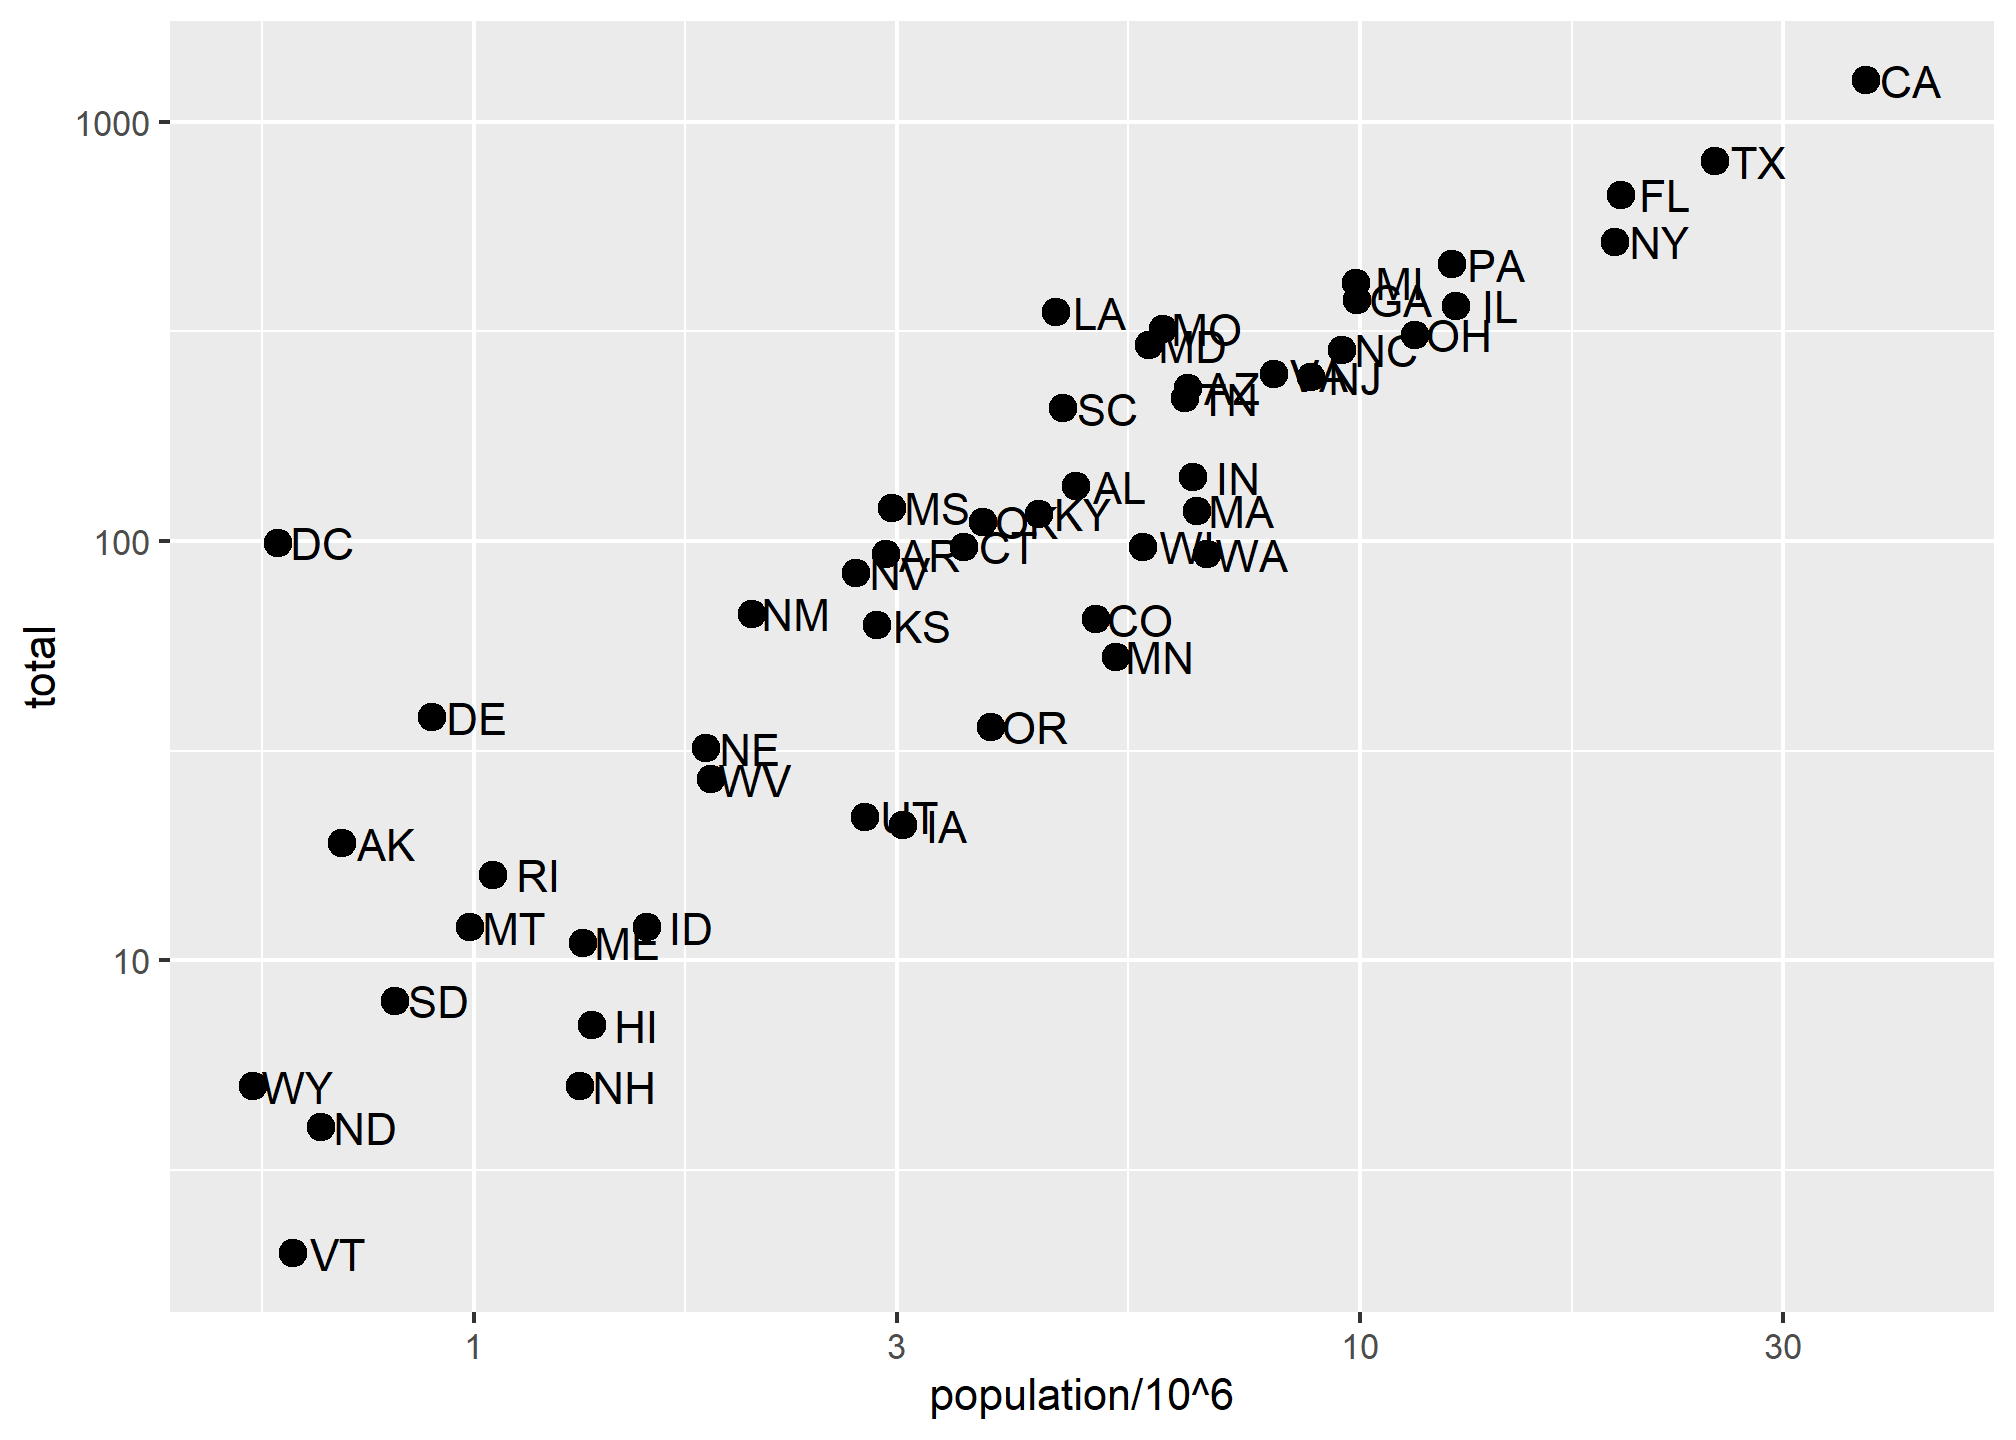 CA
1000
TX
FL
NY
PA
MI
GA
IL
LA
MO
OH
MD
NC
VA
NJ
AZ
TN
SC
IN
AL
MS
MA
KY
OK
100
DC
CT
WI
WA
AR
NV
NM
CO
KS
MN
total
DE
OR
NE
WV
UT
IA
AK
RI
MT
ID
ME
10
SD
HI
WY
NH
ND
VT
1
3
10
30
population/10^6